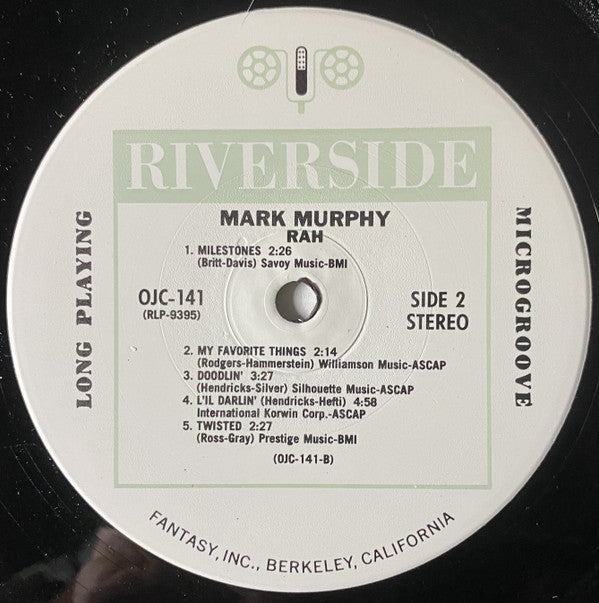 RIVERSIDE
MARK MURPHY
RAH
1. MILESTONES 2:26
(Britt-Davis) Savoy Music-BMI
LONG PLAYING
MICROGROOVE
OJC-141
(RLP-9395)
SIDE 2
STEREO
2. MY FAVORITE THINGS 2:14
(Rodgers-Hammerstein) Williamson Music-ASCAP
3. DOODLIN' 3:27
(Hendricks-Silver) Silhouette Music-ASCAP
4. L'IL DARLIN' (Hendricks-Hefti) 4:58
International Korwin Corp.-ASCAP
5. TWISTED 2:27
(Ross-Gray) Prestige Music-BMI
(OJC-141-B)
FANTASY, INC., BERKELEY, CALIFORNIA